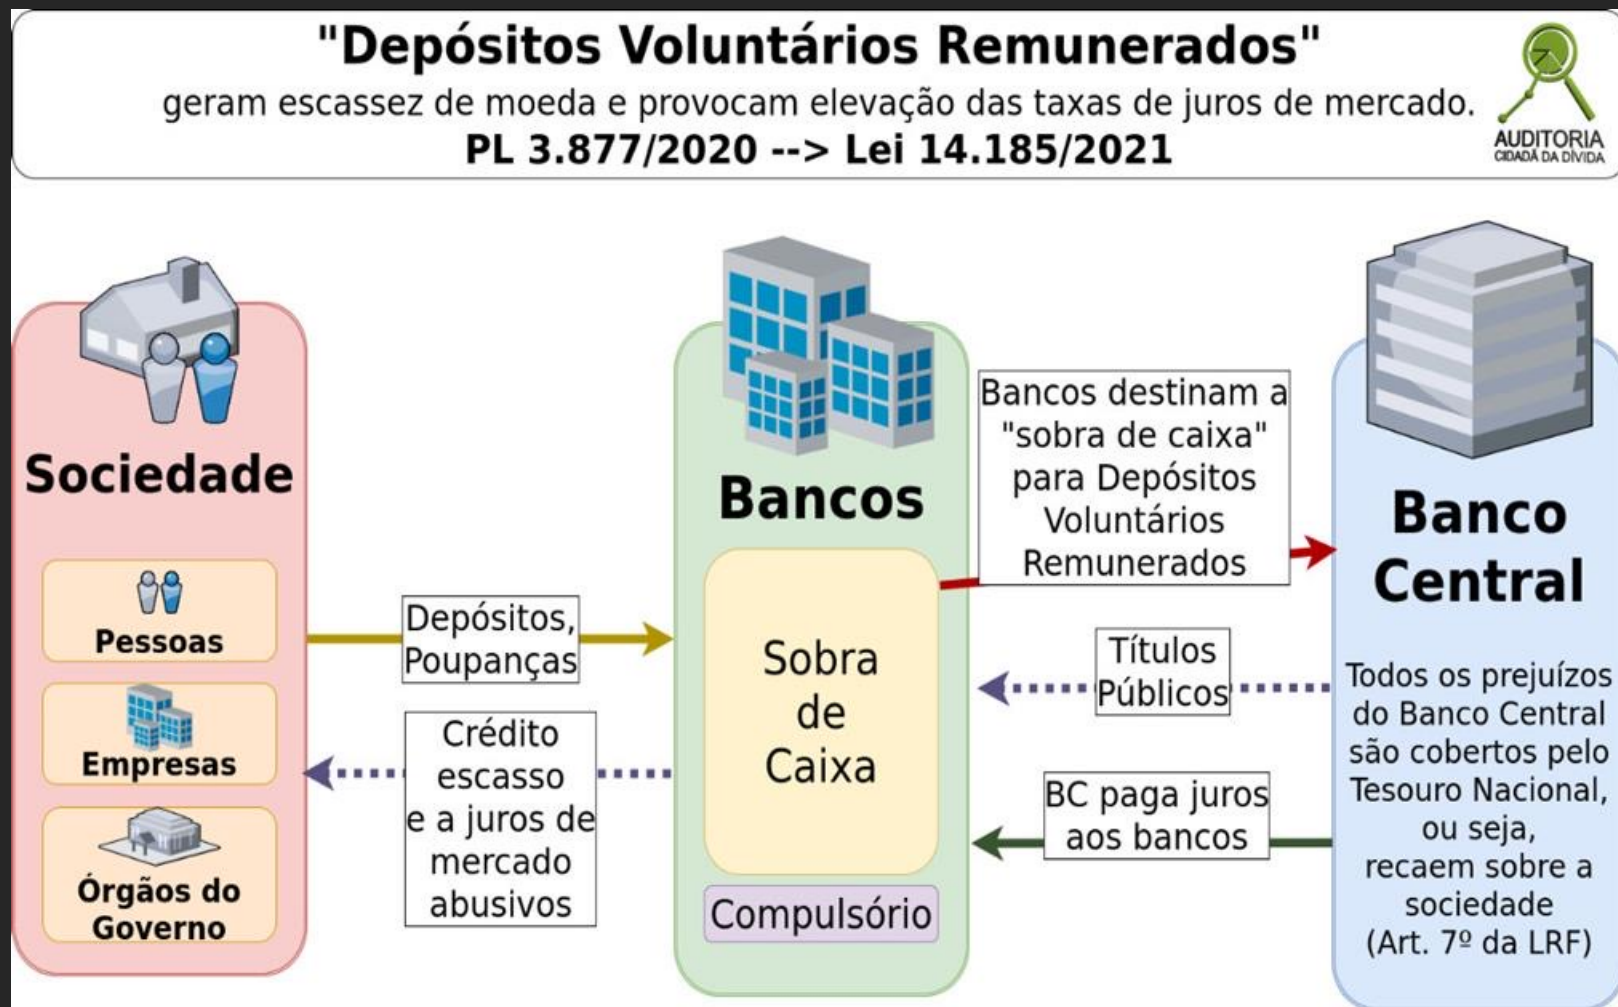 "Depósitos Voluntários Remunerados"
geram escassez de moeda e provocam elevação das taxas de juros de mercado.
PL 3.877/2020 --> Lei 14.185/2021
AUDITORIA
CIDADÃ DA DÍVIDA
Sociedade
Pessoas
Empresas
Órgãos do
Governo
Depósitos,
Poupanças
Crédito
escasso
e a juros de
mercado
abusivos
Bancos
Sobra
de
Caixa
Compulsório
Bancos destinam a
"sobra de caixa"
para Depósitos
Voluntários
Remunerados
Títulos
Públicos
BC paga juros
aos bancos
Banco
Central
Todos os prejuízos
do Banco Central
são cobertos pelo
Tesouro Nacional,
ou seja,
recaem sobre a
sociedade
(Art. 7º da LRF)